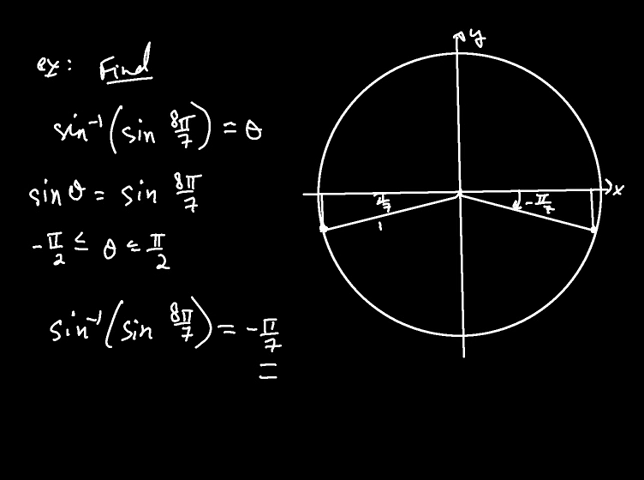 ex: Find
sin⁻¹(sin 8π/7) = θ
sin θ = sin 8π/7
-π/2 ≤ θ ≤ π/2
sin⁻¹(sin 8π/7) = -π/7
y
x
π/7
-π/7
1